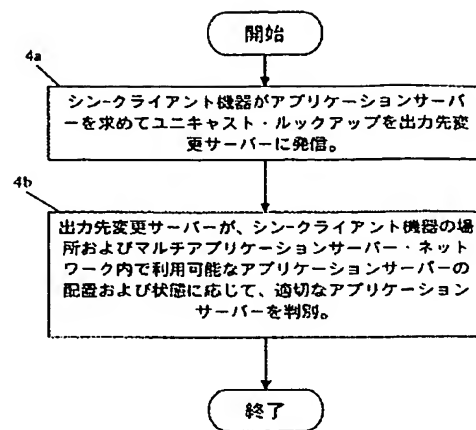 開始
4a
シン-クライアント機器がアプリケーションサーバ
ーを求めてユニキャスト・ルックアップを出力先変
更サーバーに発信。
4b
出力先変更サーバーが、シン-クライアント機器の場
所およびマルチアプリケーションサーバー・ネット
ワーク内で利用可能なアプリケーションサーバーの
配置および状態に応じて、適切なアプリケーション
サーバーを判別。
終了